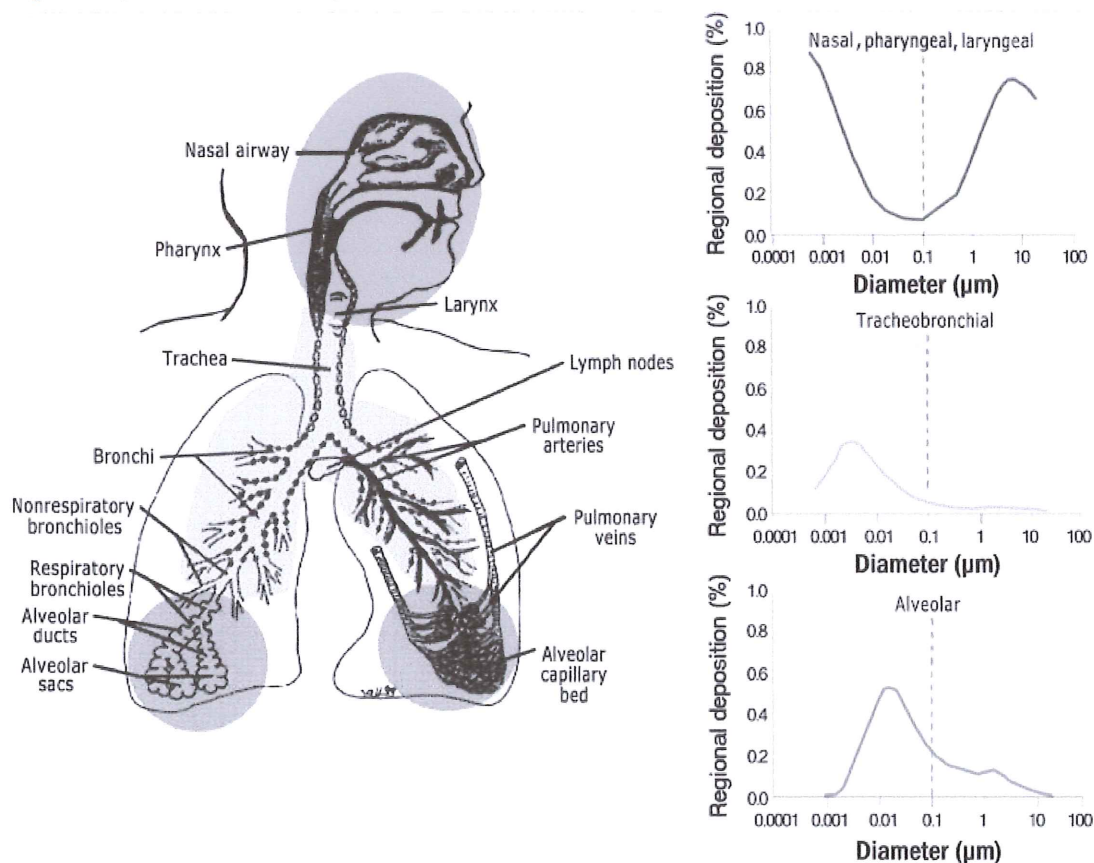 Nasal airway
Pharynx
Larynx
Trachea
Lymph nodes
Bronchi
Pulmonary
arteries
Nonrespiratory
bronchioles
Pulmonary
veins
Respiratory
bronchioles
Alveolar
ducts
Alveolar
sacs
Alveolar
capillary
bed
Regional deposition (%)
Nasal, pharyngeal, laryngeal
1.0
0.8
0.6
0.4
0.2
0.0
0.0001 0.001 0.01 0.1 1 10 100
Diameter (µm)
Regional deposition (%)
Tracheobronchial
1.0
0.8
0.6
0.4
0.2
0.0
0.0001 0.001 0.01 0.1 1 10 100
Diameter (µm)
Regional deposition (%)
Alveolar
1.0
0.8
0.6
0.4
0.2
0.0
0.0001 0.001 0.01 0.1 1 10 100
Diameter (µm)